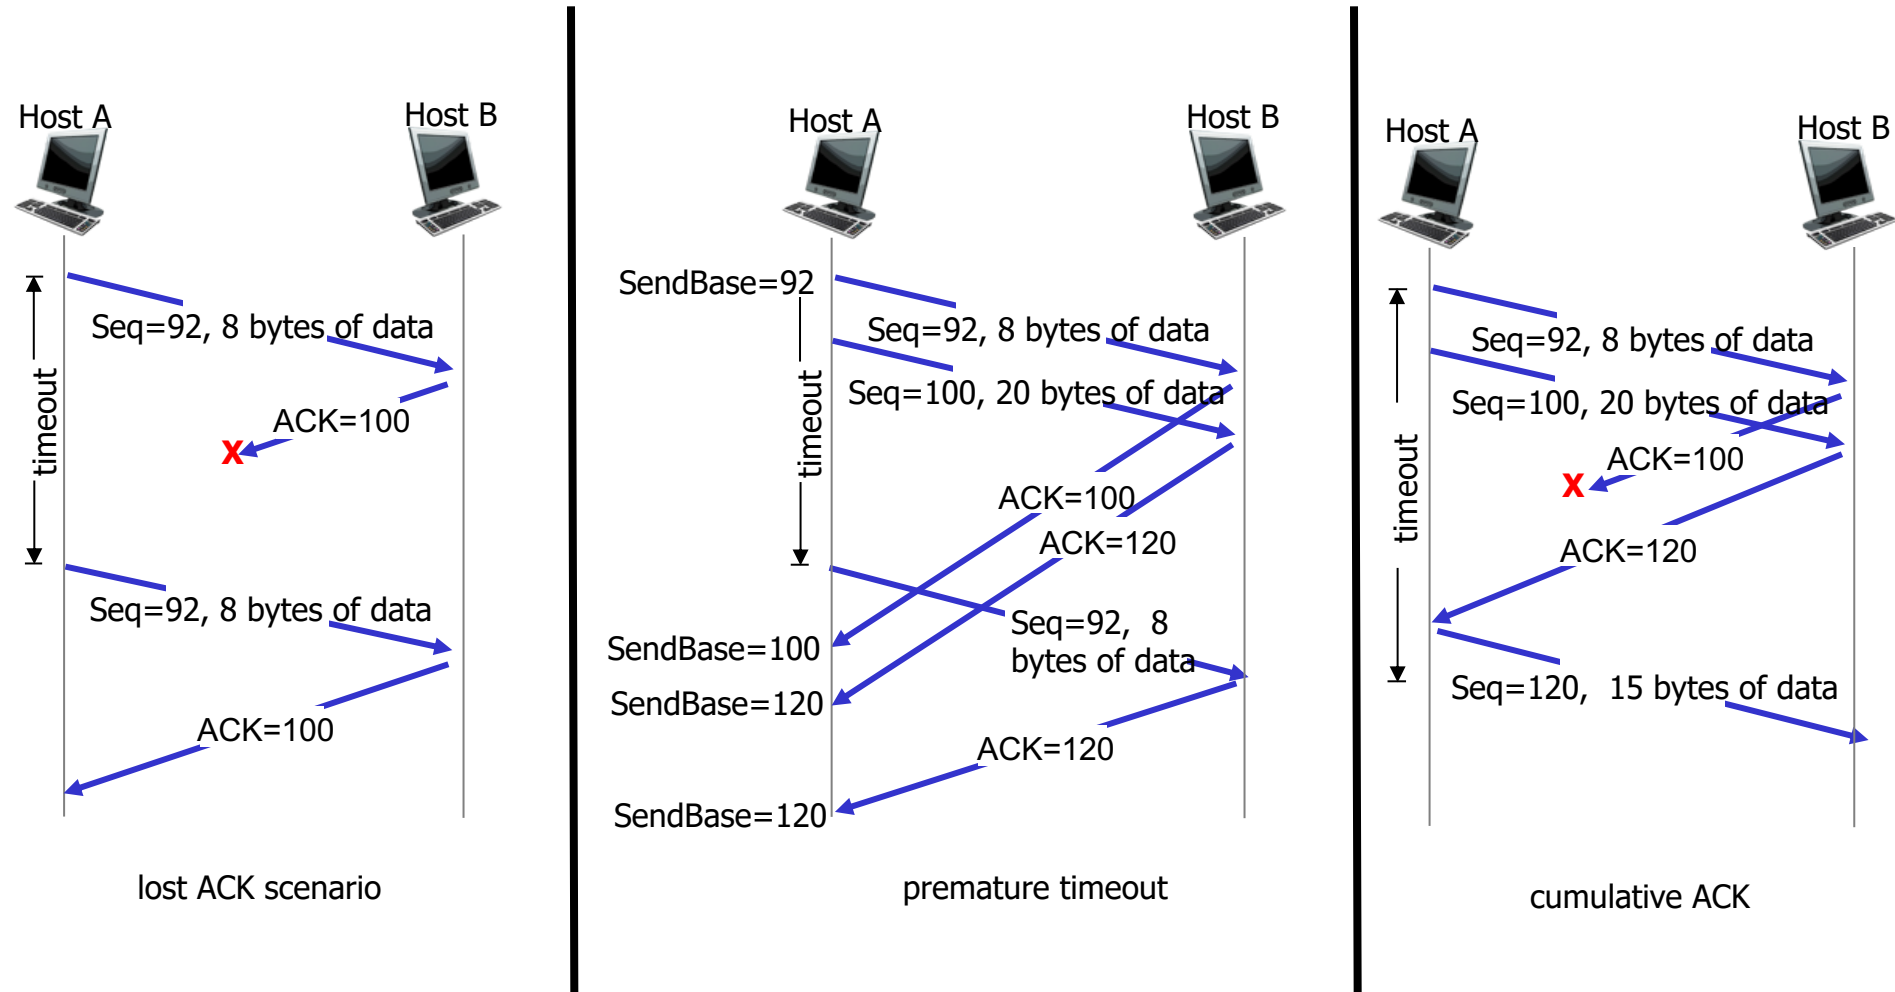 Host A
Host B
Seq=92, 8 bytes of data
timeout
ACK=100
X
Seq=92, 8 bytes of data
ACK=100
lost ACK scenario
Host A
Host B
SendBase=92
Seq=92, 8 bytes of data
timeout
Seq=100, 20 bytes of data
ACK=100
ACK=120
Seq=92, 8
bytes of data
SendBase=100
SendBase=120
ACK=120
SendBase=120
premature timeout
Host A
Host B
Seq=92, 8 bytes of data
Seq=100, 20 bytes of data
timeout
ACK=100
X
ACK=120
Seq=120, 15 bytes of data
cumulative ACK